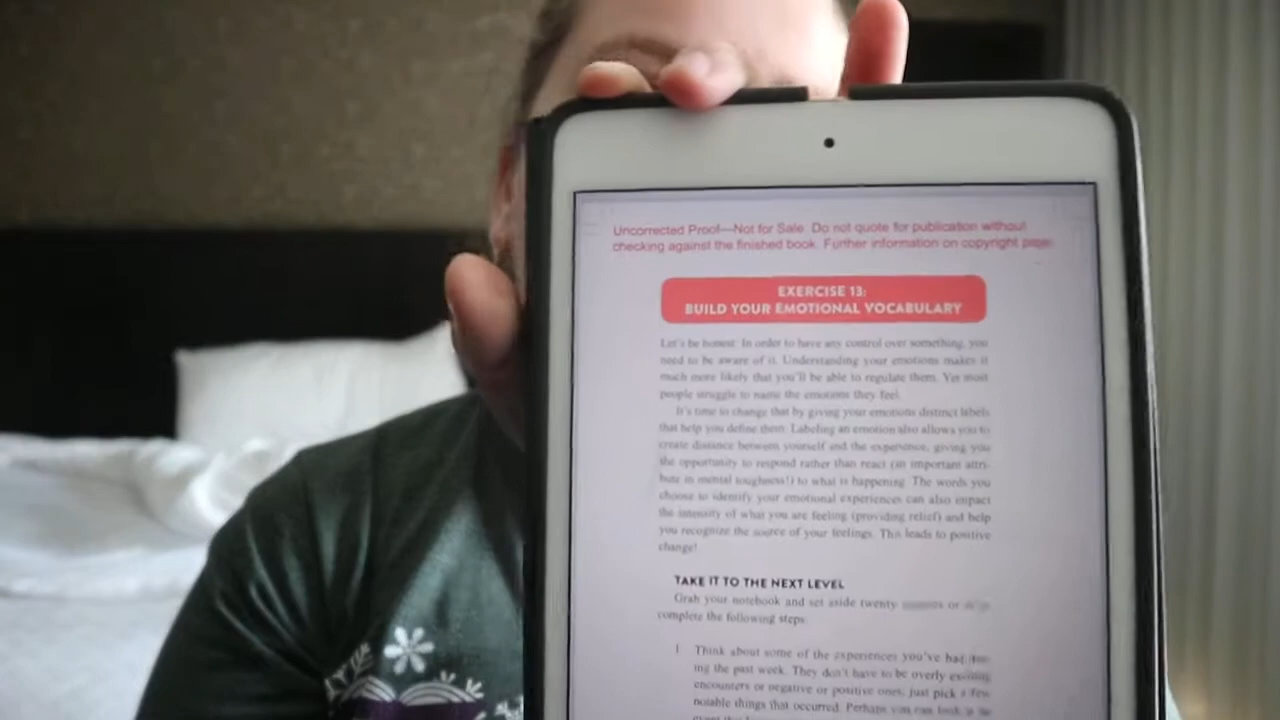 Uncorrected Proof—Not for Sale. Do not quote for publication without
checking against the finished book. Further information on copyright page.
EXERCISE 13:
BUILD YOUR EMOTIONAL VOCABULARY
Let's be honest: In order to have any control over something, you
need to be aware of it. Understanding your emotions makes it
much more likely that you'll be able to regulate them. Yet most
people struggle to name the emotions they feel.
It's time to change that by giving your emotions distinct labels
that help you define them. Labeling an emotion also allows you to
create distance between yourself and the experience, giving you
the opportunity to respond rather than react (an important attri-
bute in mental toughness!) to what is happening. The words you
choose to identify your emotional experiences can also impact
the intensity of what you are feeling (providing relief) and help
you recognize the source of your feelings. This leads to positive
change!
TAKE IT TO THE NEXT LEVEL
Grab your notebook and set aside twenty or
complete the following steps:
1 Think about some of the experiences you've had
ing the past week. They don't have to be overly exciting
encounters or negative or positive ones, just pick a few
notable things that occurred. Perhaps you can look